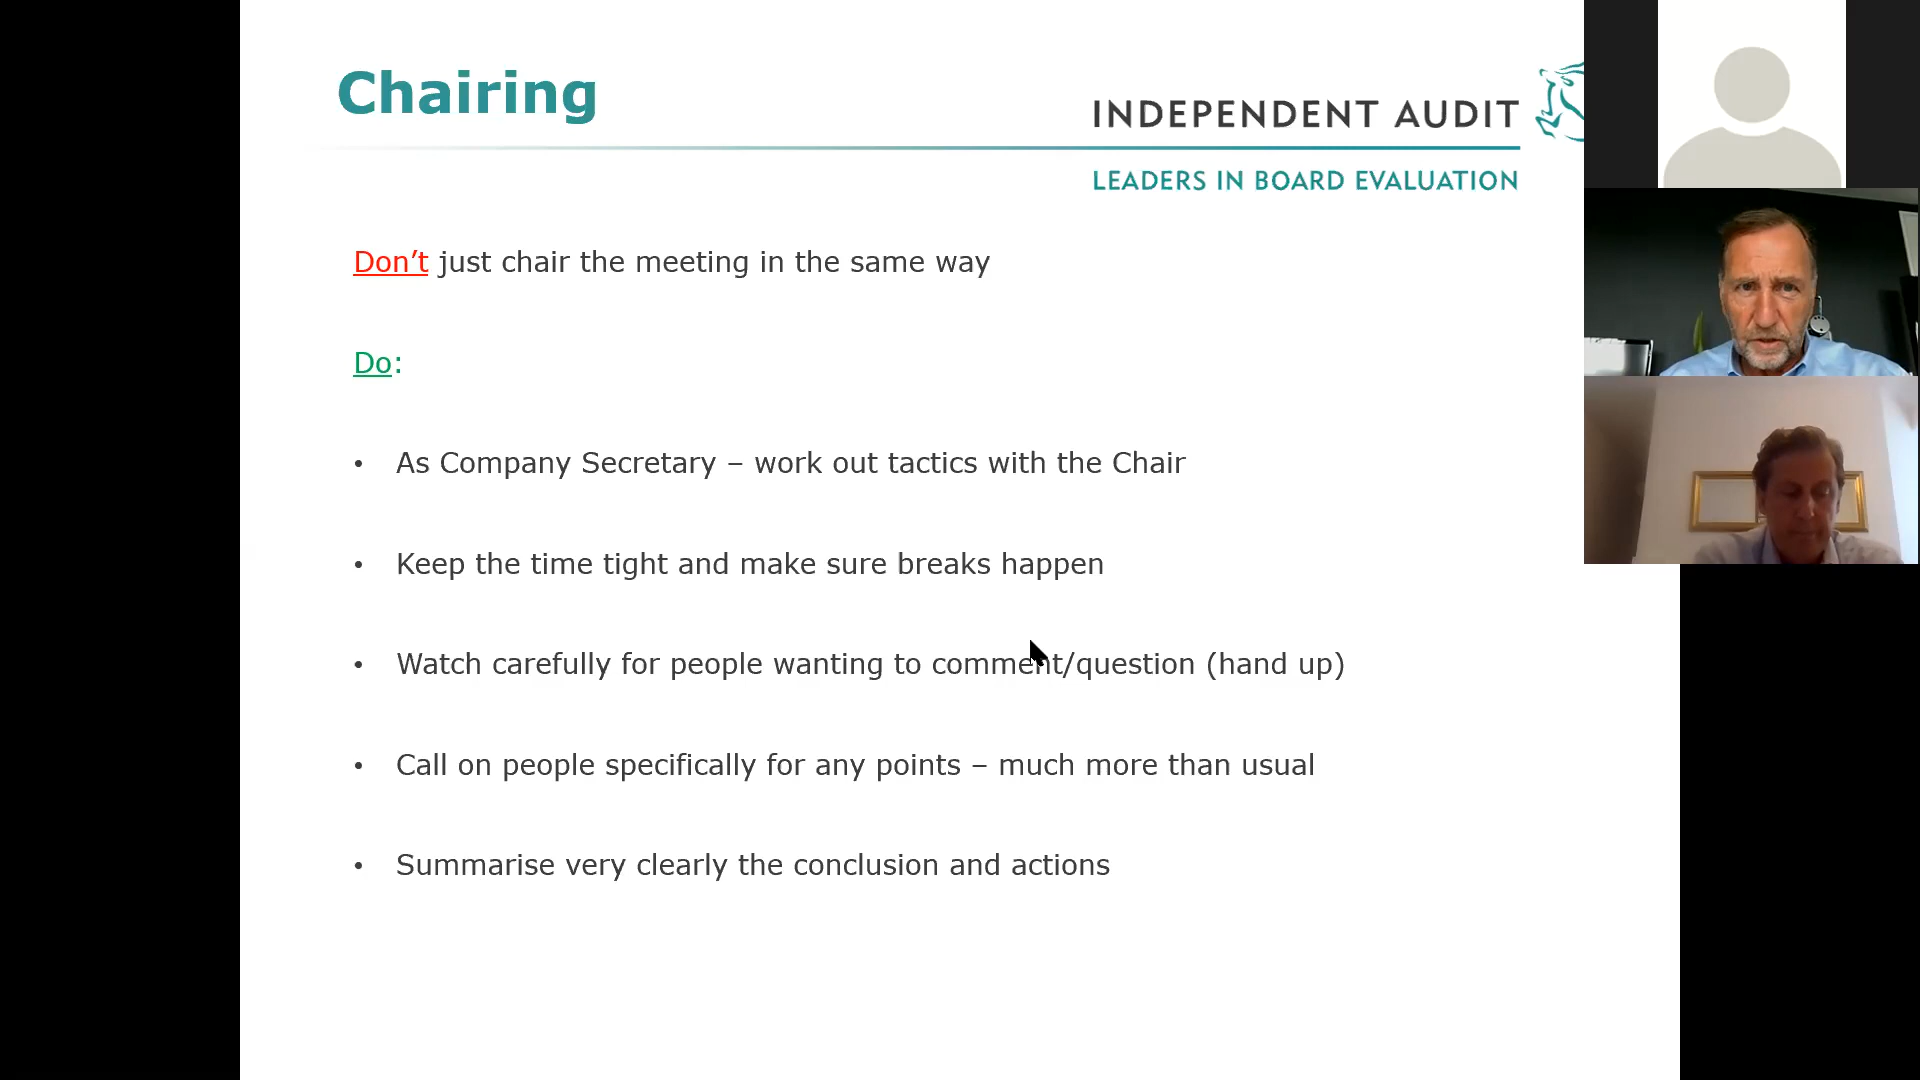 Chairing
INDEPENDENT AUDIT
LEADERS IN BOARD EVALUATION
Don’t just chair the meeting in the same way
Do:
• As Company Secretary – work out tactics with the Chair
• Keep the time tight and make sure breaks happen
• Watch carefully for people wanting to comment/question (hand up)
• Call on people specifically for any points – much more than usual
• Summarise very clearly the conclusion and actions